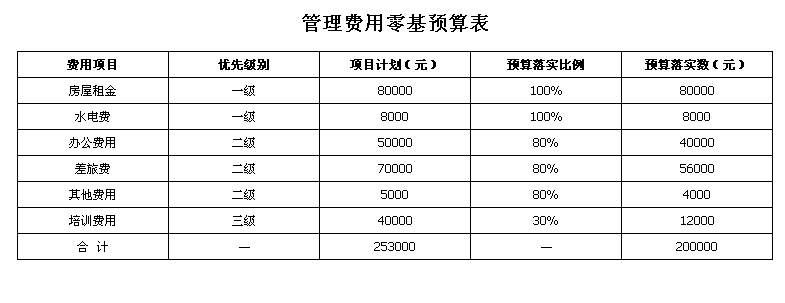 管理费用零基预算表
费用项目 优先级别 项目计划（元） 预算落实比例 预算落实数（元）
房屋租金 一级 80000 100% 80000
水电费 一级 8000 100% 8000
办公费用 二级 50000 80% 40000
差旅费 二级 70000 80% 56000
其他费用 二级 5000 80% 4000
培训费用 三级 40000 30% 12000
合 计 — 253000 — 200000